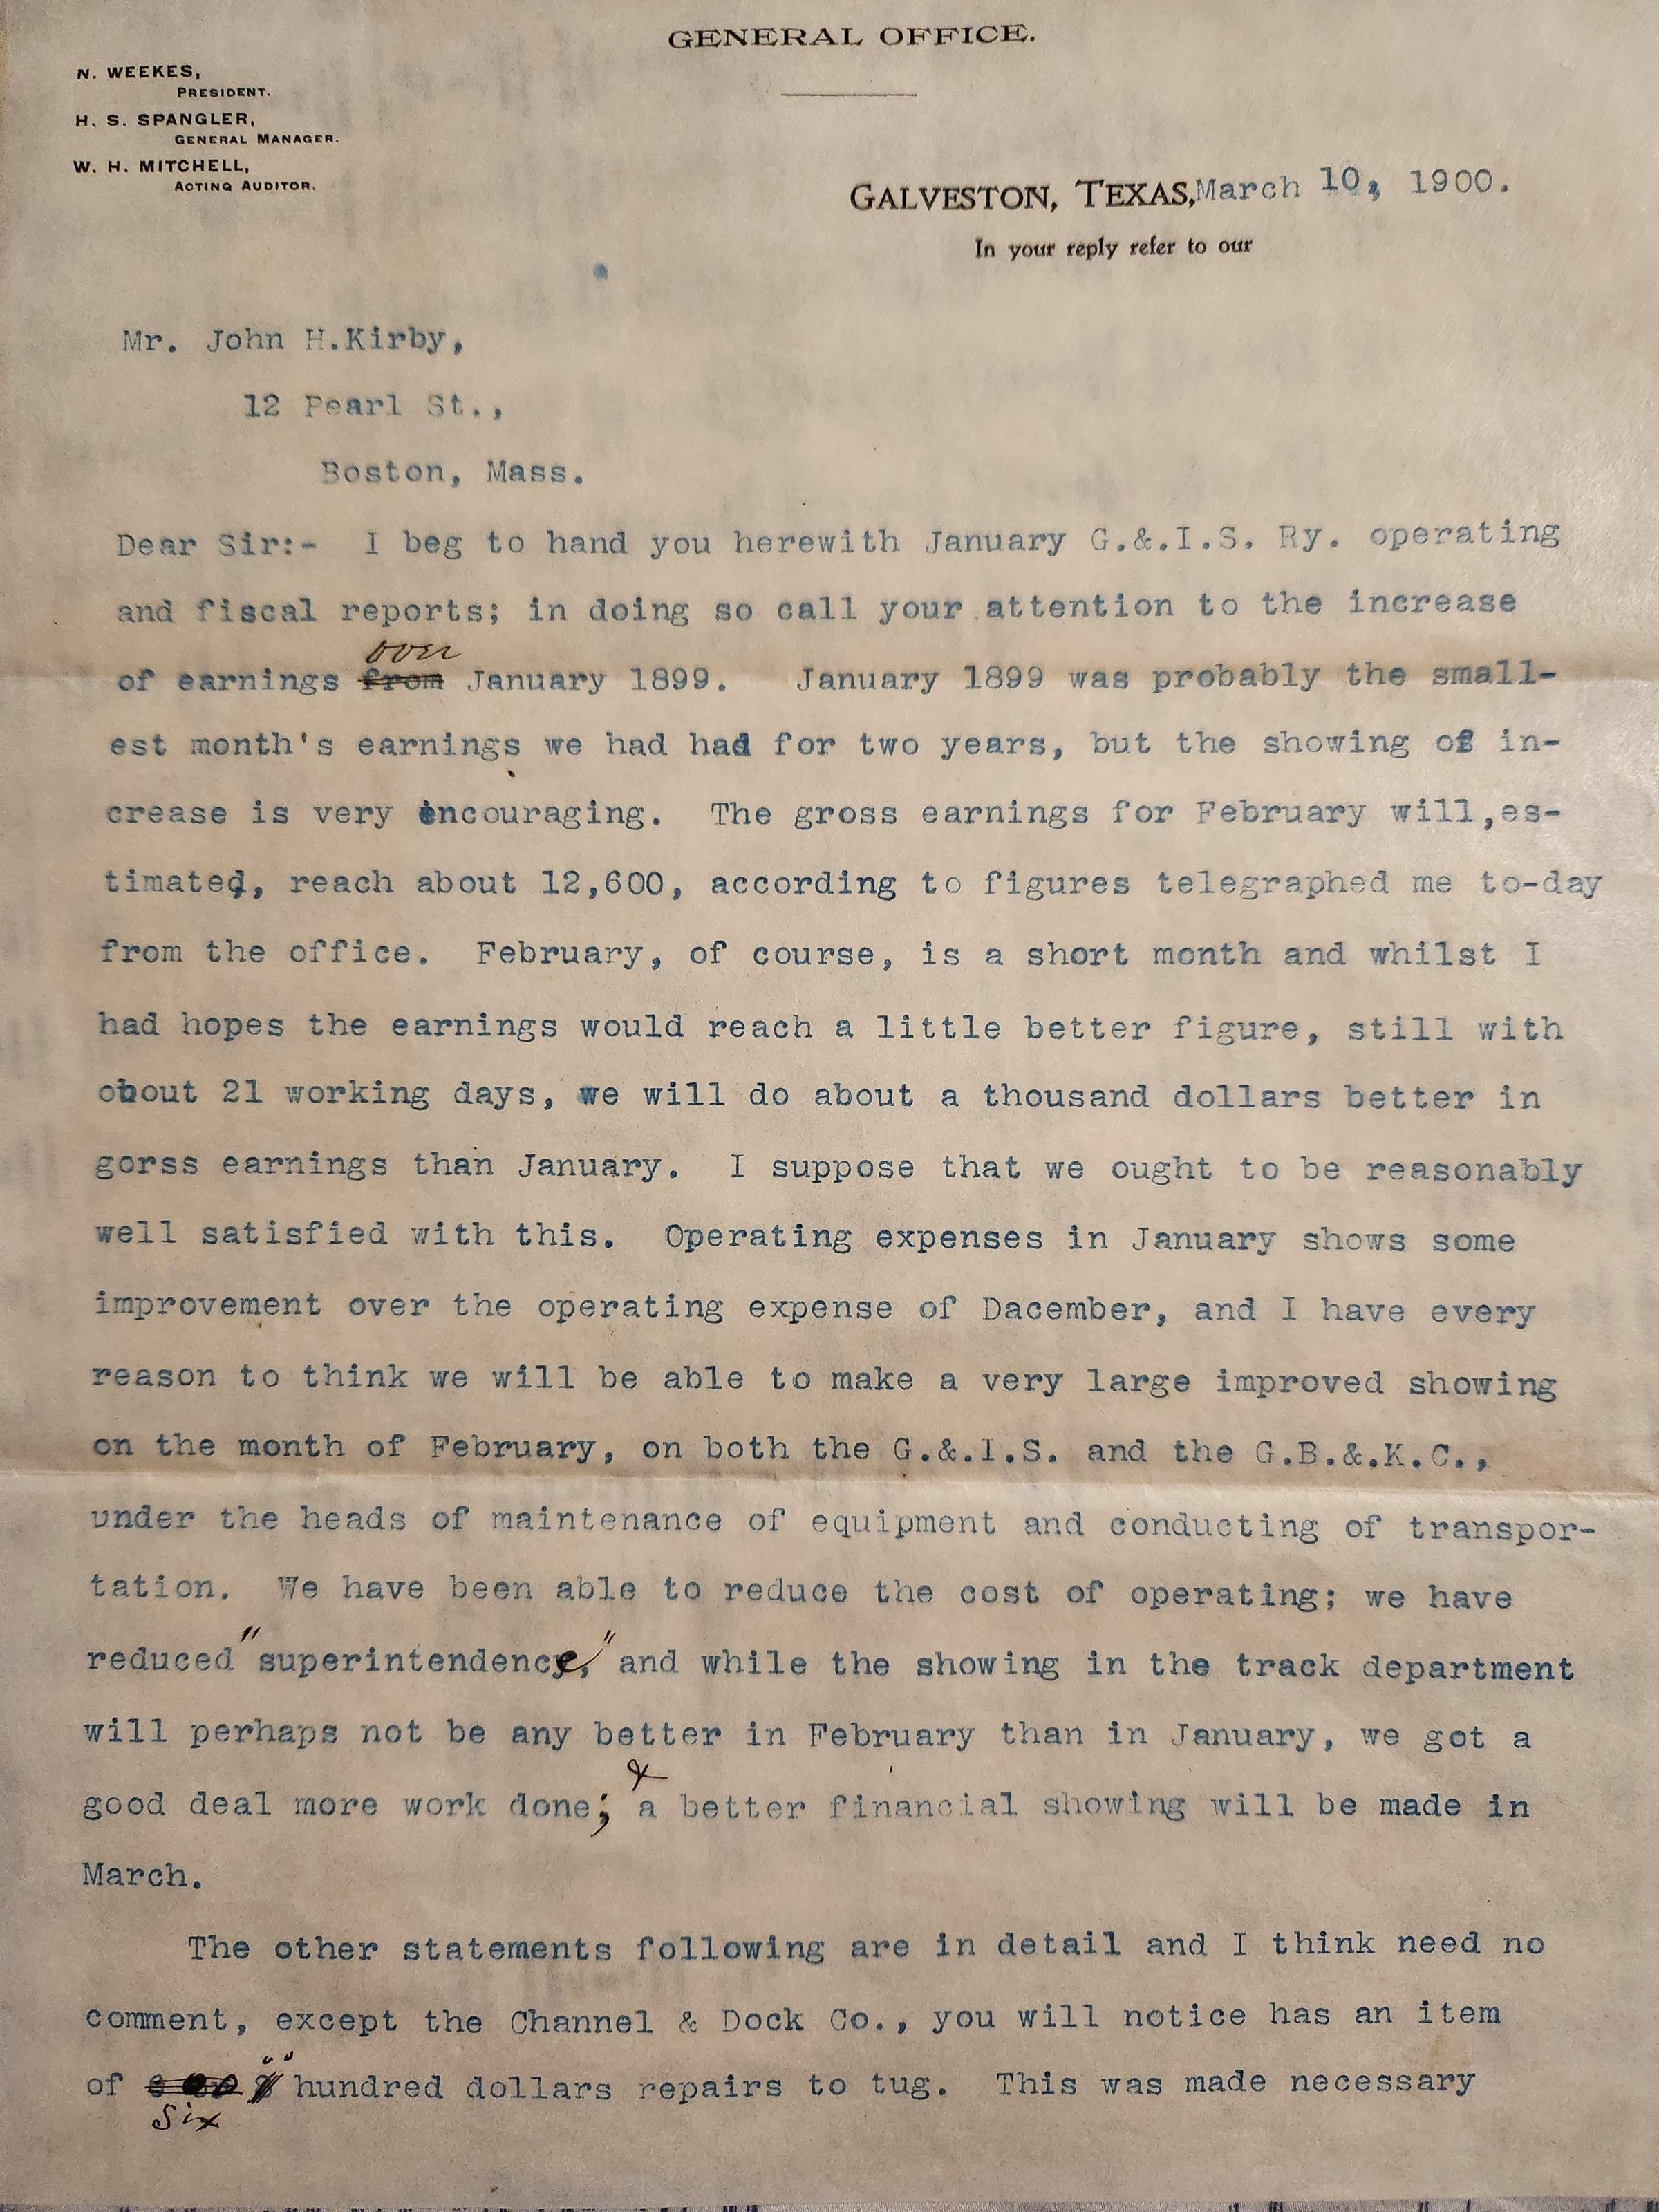 GENERAL OFFICE.
N. WEEKES,
PRESIDENT.
H. S. SPANGLER,
GENERAL MANAGER.
W. H. MITCHELL,
ACTING AUDITOR.
GALVESTON, TEXAS, March 10, 1900.
In your reply refer to our
Mr. John H.Kirby,
12 Pearl St.,
Boston, Mass.
Dear Sir:- I beg to hand you herewith January G.&.I.S. Ry. operating
and fiscal reports; in doing so call your attention to the increase
over
of earnings from January 1899. January 1899 was probably the small-
est month's earnings we had had for two years, but the showing of in-
crease is very encouraging. The gross earnings for February will,es-
timated, reach about 12,600, according to figures telegraphed me to-day
from the office. February, of course, is a short month and whilst I
had hopes the earnings would reach a little better figure, still with
obout 21 working days, we will do about a thousand dollars better in
gorss earnings than January. I suppose that we ought to be reasonably
well satisfied with this. Operating expenses in January shows some
improvement over the operating expense of Dacember, and I have every
reason to think we will be able to make a very large improved showing
on the month of February, on both the G.&.I.S. and the G.B.&.K.C.,
under the heads of maintenance of equipment and conducting of transpor-
tation. We have been able to reduce the cost of operating; we have
reduced "superintendence," and while the showing in the track department
will perhaps not be any better in February than in January, we got a
&
good deal more work done; a better financial showing will be made in
March.
The other statements following are in detail and I think need no
comment, except the Channel & Dock Co., you will notice has an item
of hundred dollars repairs to tug. This was made necessary
Six